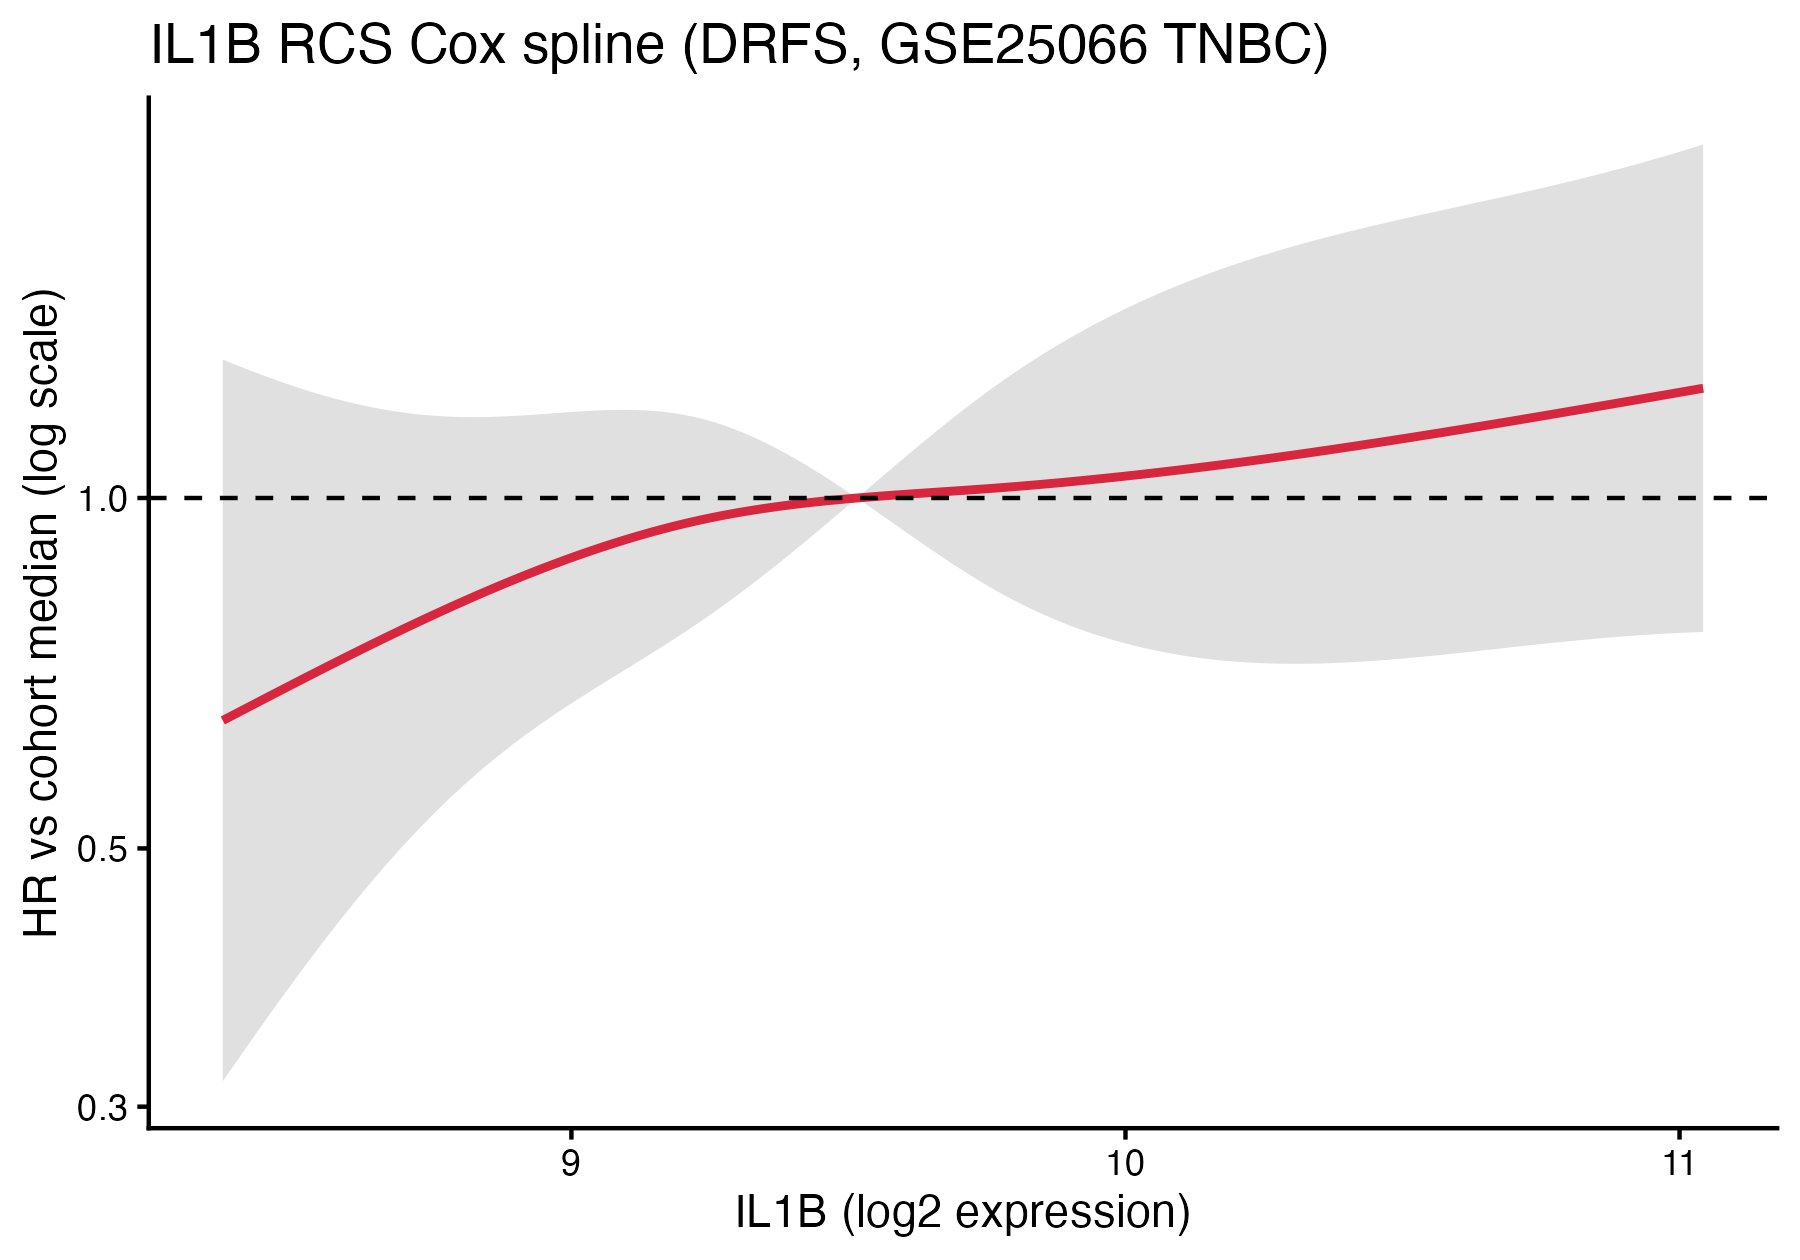 IL1B RCS Cox spline (DRFS, GSE25066 TNBC)
HR vs cohort median (log scale)
1.0
0.5
0.3
9
10
11
IL1B (log2 expression)